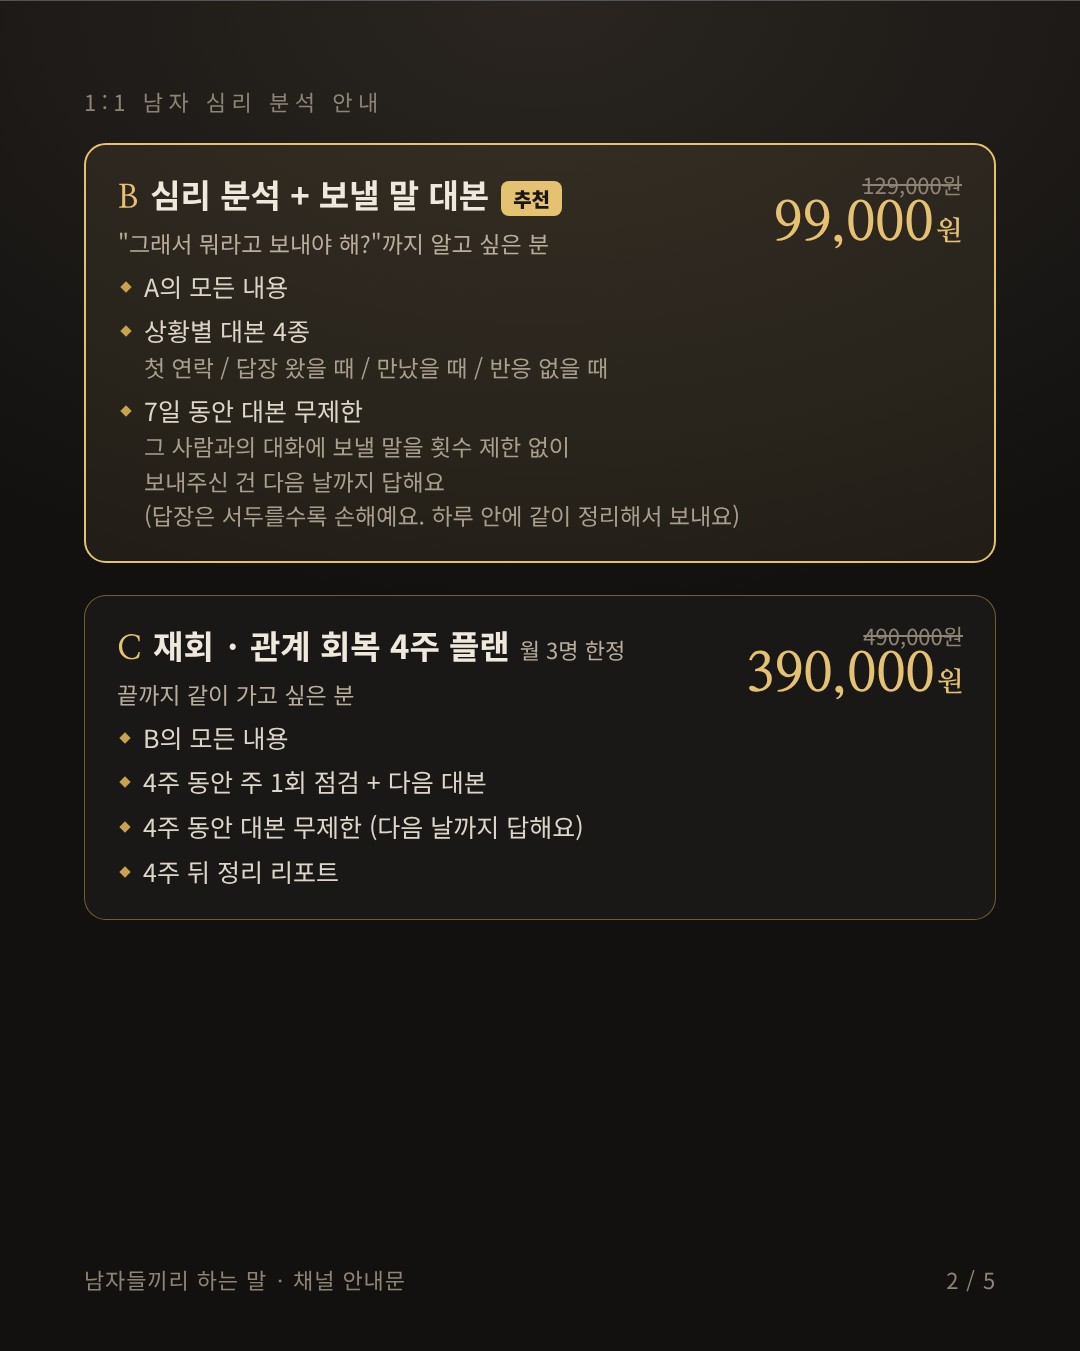 1:1 남자 심리 분석 안내
B 심리 분석 + 보낼 말 대본 추천
129,000원
99,000원
"그래서 뭐라고 보내야 해?"까지 알고 싶은 분
◆ A의 모든 내용
◆ 상황별 대본 4종
첫 연락 / 답장 왔을 때 / 만났을 때 / 반응 없을 때
◆ 7일 동안 대본 무제한
그 사람과의 대화에 보낼 말을 횟수 제한 없이
보내주신 건 다음 날까지 답해요
(답장은 서두를수록 손해예요. 하루 안에 같이 정리해서 보내요)
C 재회 · 관계 회복 4주 플랜 월 3명 한정
490,000원
390,000원
끝까지 같이 가고 싶은 분
◆ B의 모든 내용
◆ 4주 동안 주 1회 점검 + 다음 대본
◆ 4주 동안 대본 무제한 (다음 날까지 답해요)
◆ 4주 뒤 정리 리포트
남자들끼리 하는 말 · 채널 안내문
2 / 5